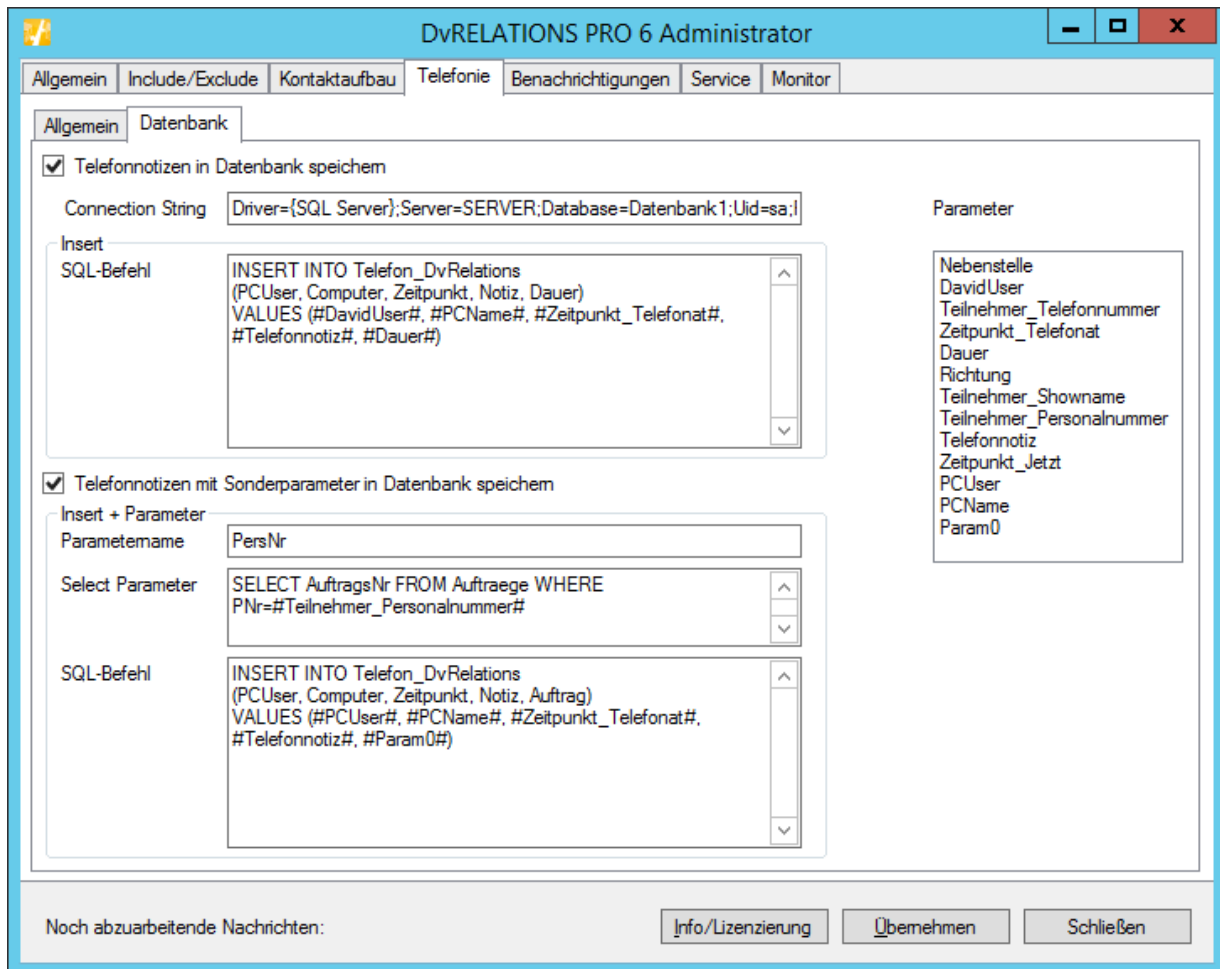 DvRELATIONS PRO 6 Administrator
Allgemein Include/Exclude Kontaktaufbau Telefonie Benachrichtigungen Service Monitor
Allgemein Datenbank
Telefonnotizen in Datenbank speichern
Connection String Driver={SQL Server};Server=SERVER;Database=Datenbank1;Uid=sa;
Parameter
Insert
SQL-Befehl
INSERT INTO Telefon_DvRelations
(PCUser, Computer, Zeitpunkt, Notiz, Dauer)
VALUES (#DavidUser#, #PCName#, #Zeitpunkt_Telefonat#,
#Telefonnotiz#, #Dauer#)
Nebenstelle
DavidUser
Teilnehmer_Telefonnummer
Zeitpunkt_Telefonat
Dauer
Richtung
Teilnehmer_Showname
Teilnehmer_Personalnummer
Telefonnotiz
Zeitpunkt_Jetzt
PCUser
PCName
Param0
Telefonnotizen mit Sonderparameter in Datenbank speichern
Insert + Parameter
Parametername PersNr
Select Parameter
SELECT AuftragsNr FROM Auftraege WHERE
PNr=#Teilnehmer_Personalnummer#
SQL-Befehl
INSERT INTO Telefon_DvRelations
(PCUser, Computer, Zeitpunkt, Notiz, Auftrag)
VALUES (#PCUser#, #PCName#, #Zeitpunkt_Telefonat#,
#Telefonnotiz#, #Param0#)
Noch abzuarbeitende Nachrichten:
Info/Lizenzierung Übernehmen Schließen